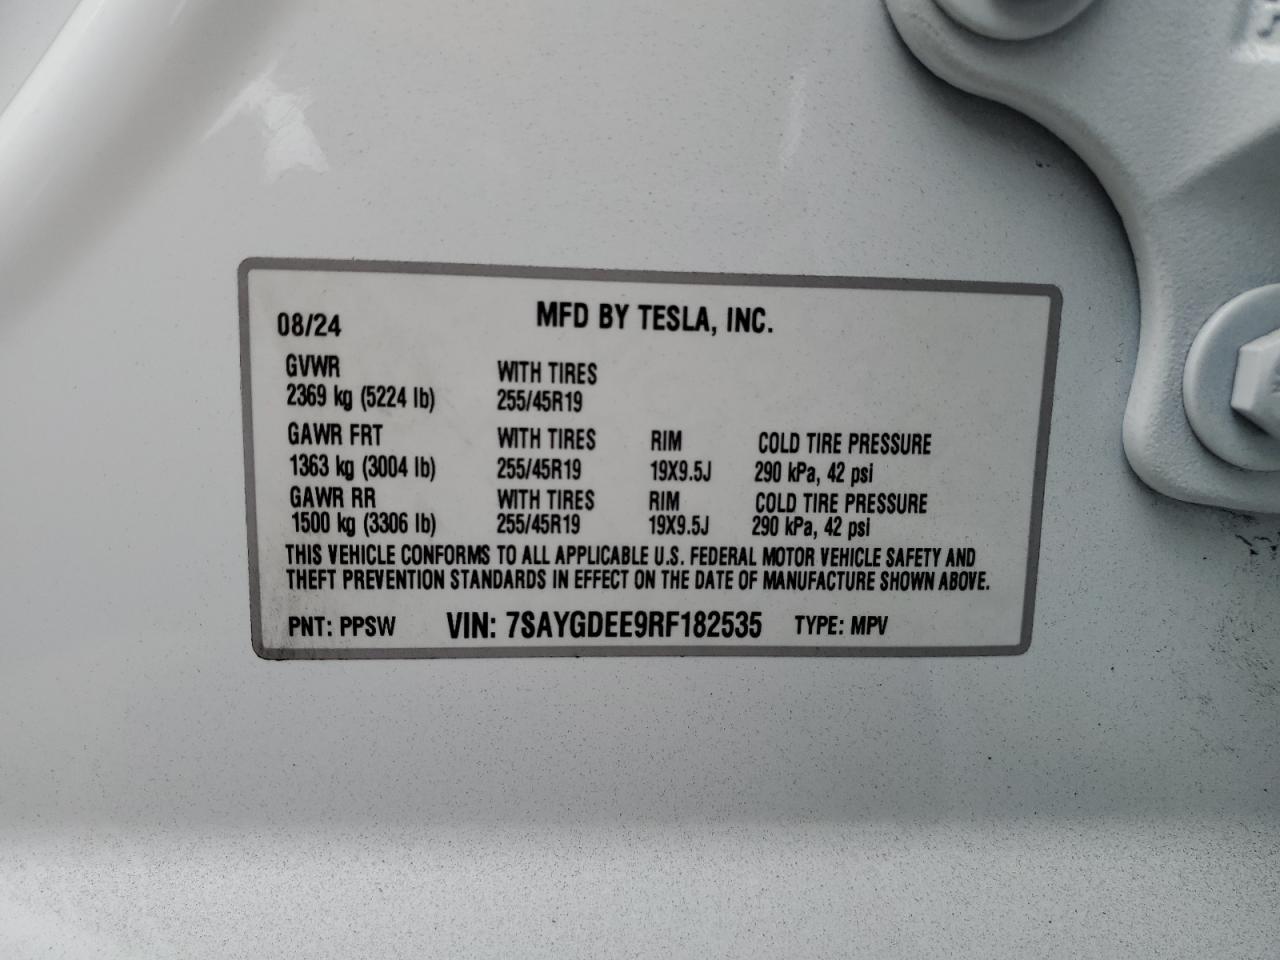 08/24 MFD BY TESLA, INC.
GVWR WITH TIRES
2369 kg (5224 lb) 255/45R19
GAWR FRT WITH TIRES RIM COLD TIRE PRESSURE
1363 kg (3004 lb) 255/45R19 19X9.5J 290 kPa, 42 psi
GAWR RR WITH TIRES RIM COLD TIRE PRESSURE
1500 kg (3306 lb) 255/45R19 19X9.5J 290 kPa, 42 psi
THIS VEHICLE CONFORMS TO ALL APPLICABLE U.S. FEDERAL MOTOR VEHICLE SAFETY AND
THEFT PREVENTION STANDARDS IN EFFECT ON THE DATE OF MANUFACTURE SHOWN ABOVE.
PNT: PPSW VIN: 7SAYGDEE9RF182535 TYPE: MPV